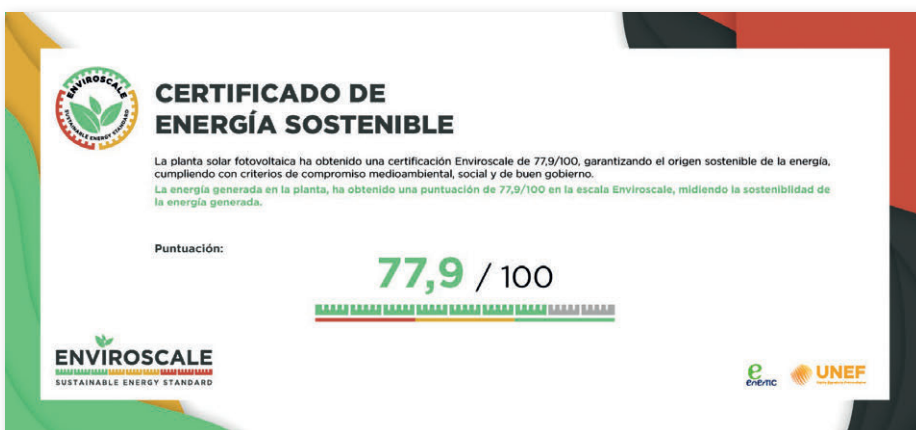 ENVIROSCALE
SUSTAINABLE ENERGY STANDARD
CERTIFICADO DE
ENERGÍA SOSTENIBLE
La planta solar fotovoltaica ha obtenido una certificación Enviroscale de 77,9/100, garantizando el origen sostenible de la energía,
cumpliendo con criterios de compromiso medioambiental, social y de buen gobierno.
La energía generada en la planta, ha obtenido una puntuación de 77,9/100 en la escala Enviroscale, midiendo la sosteniblidad de
la energía generada.
Puntuación:
77,9 / 100
ENVIROSCALE
SUSTAINABLE ENERGY STANDARD
enertic
UNEF